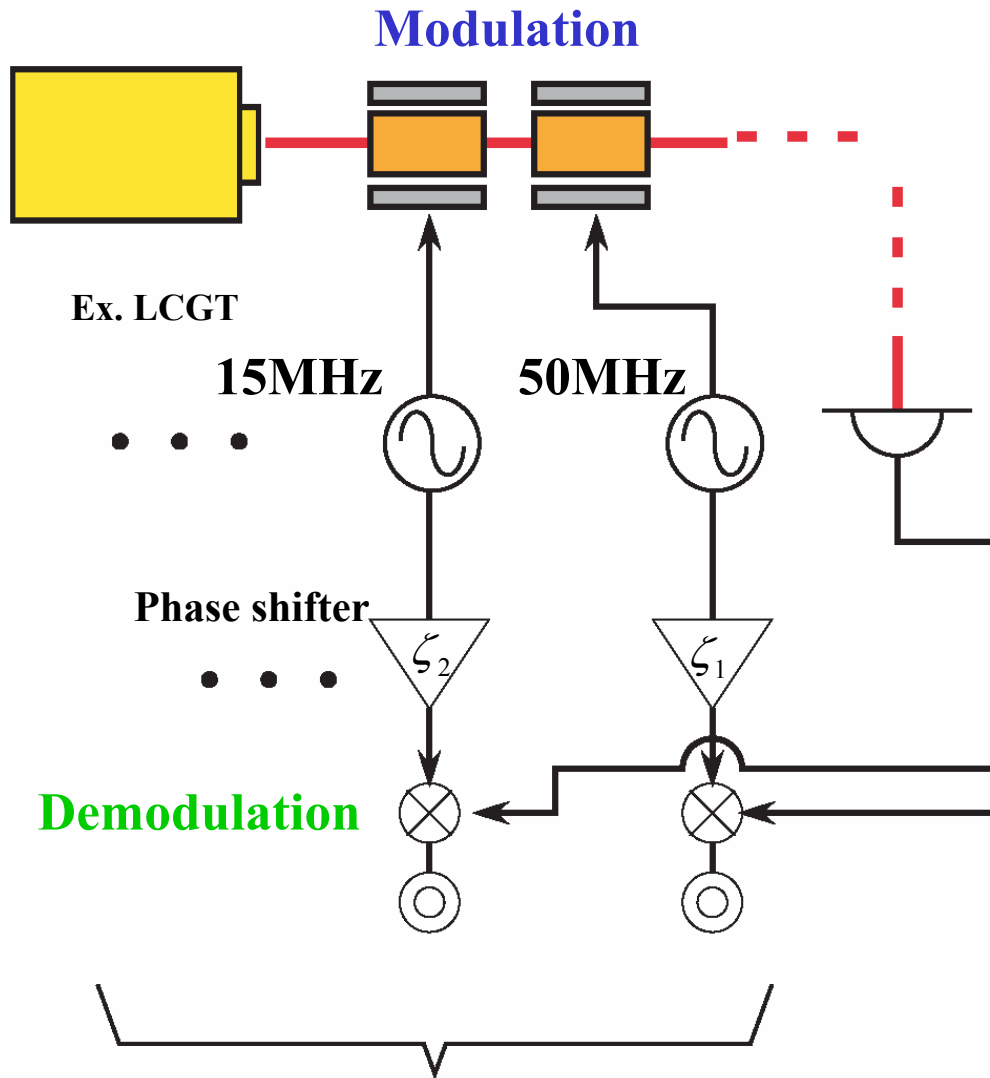 Modulation
Ex. LCGT
15MHz
50MHz
Phase shifter
ζ2
ζ1
Demodulation